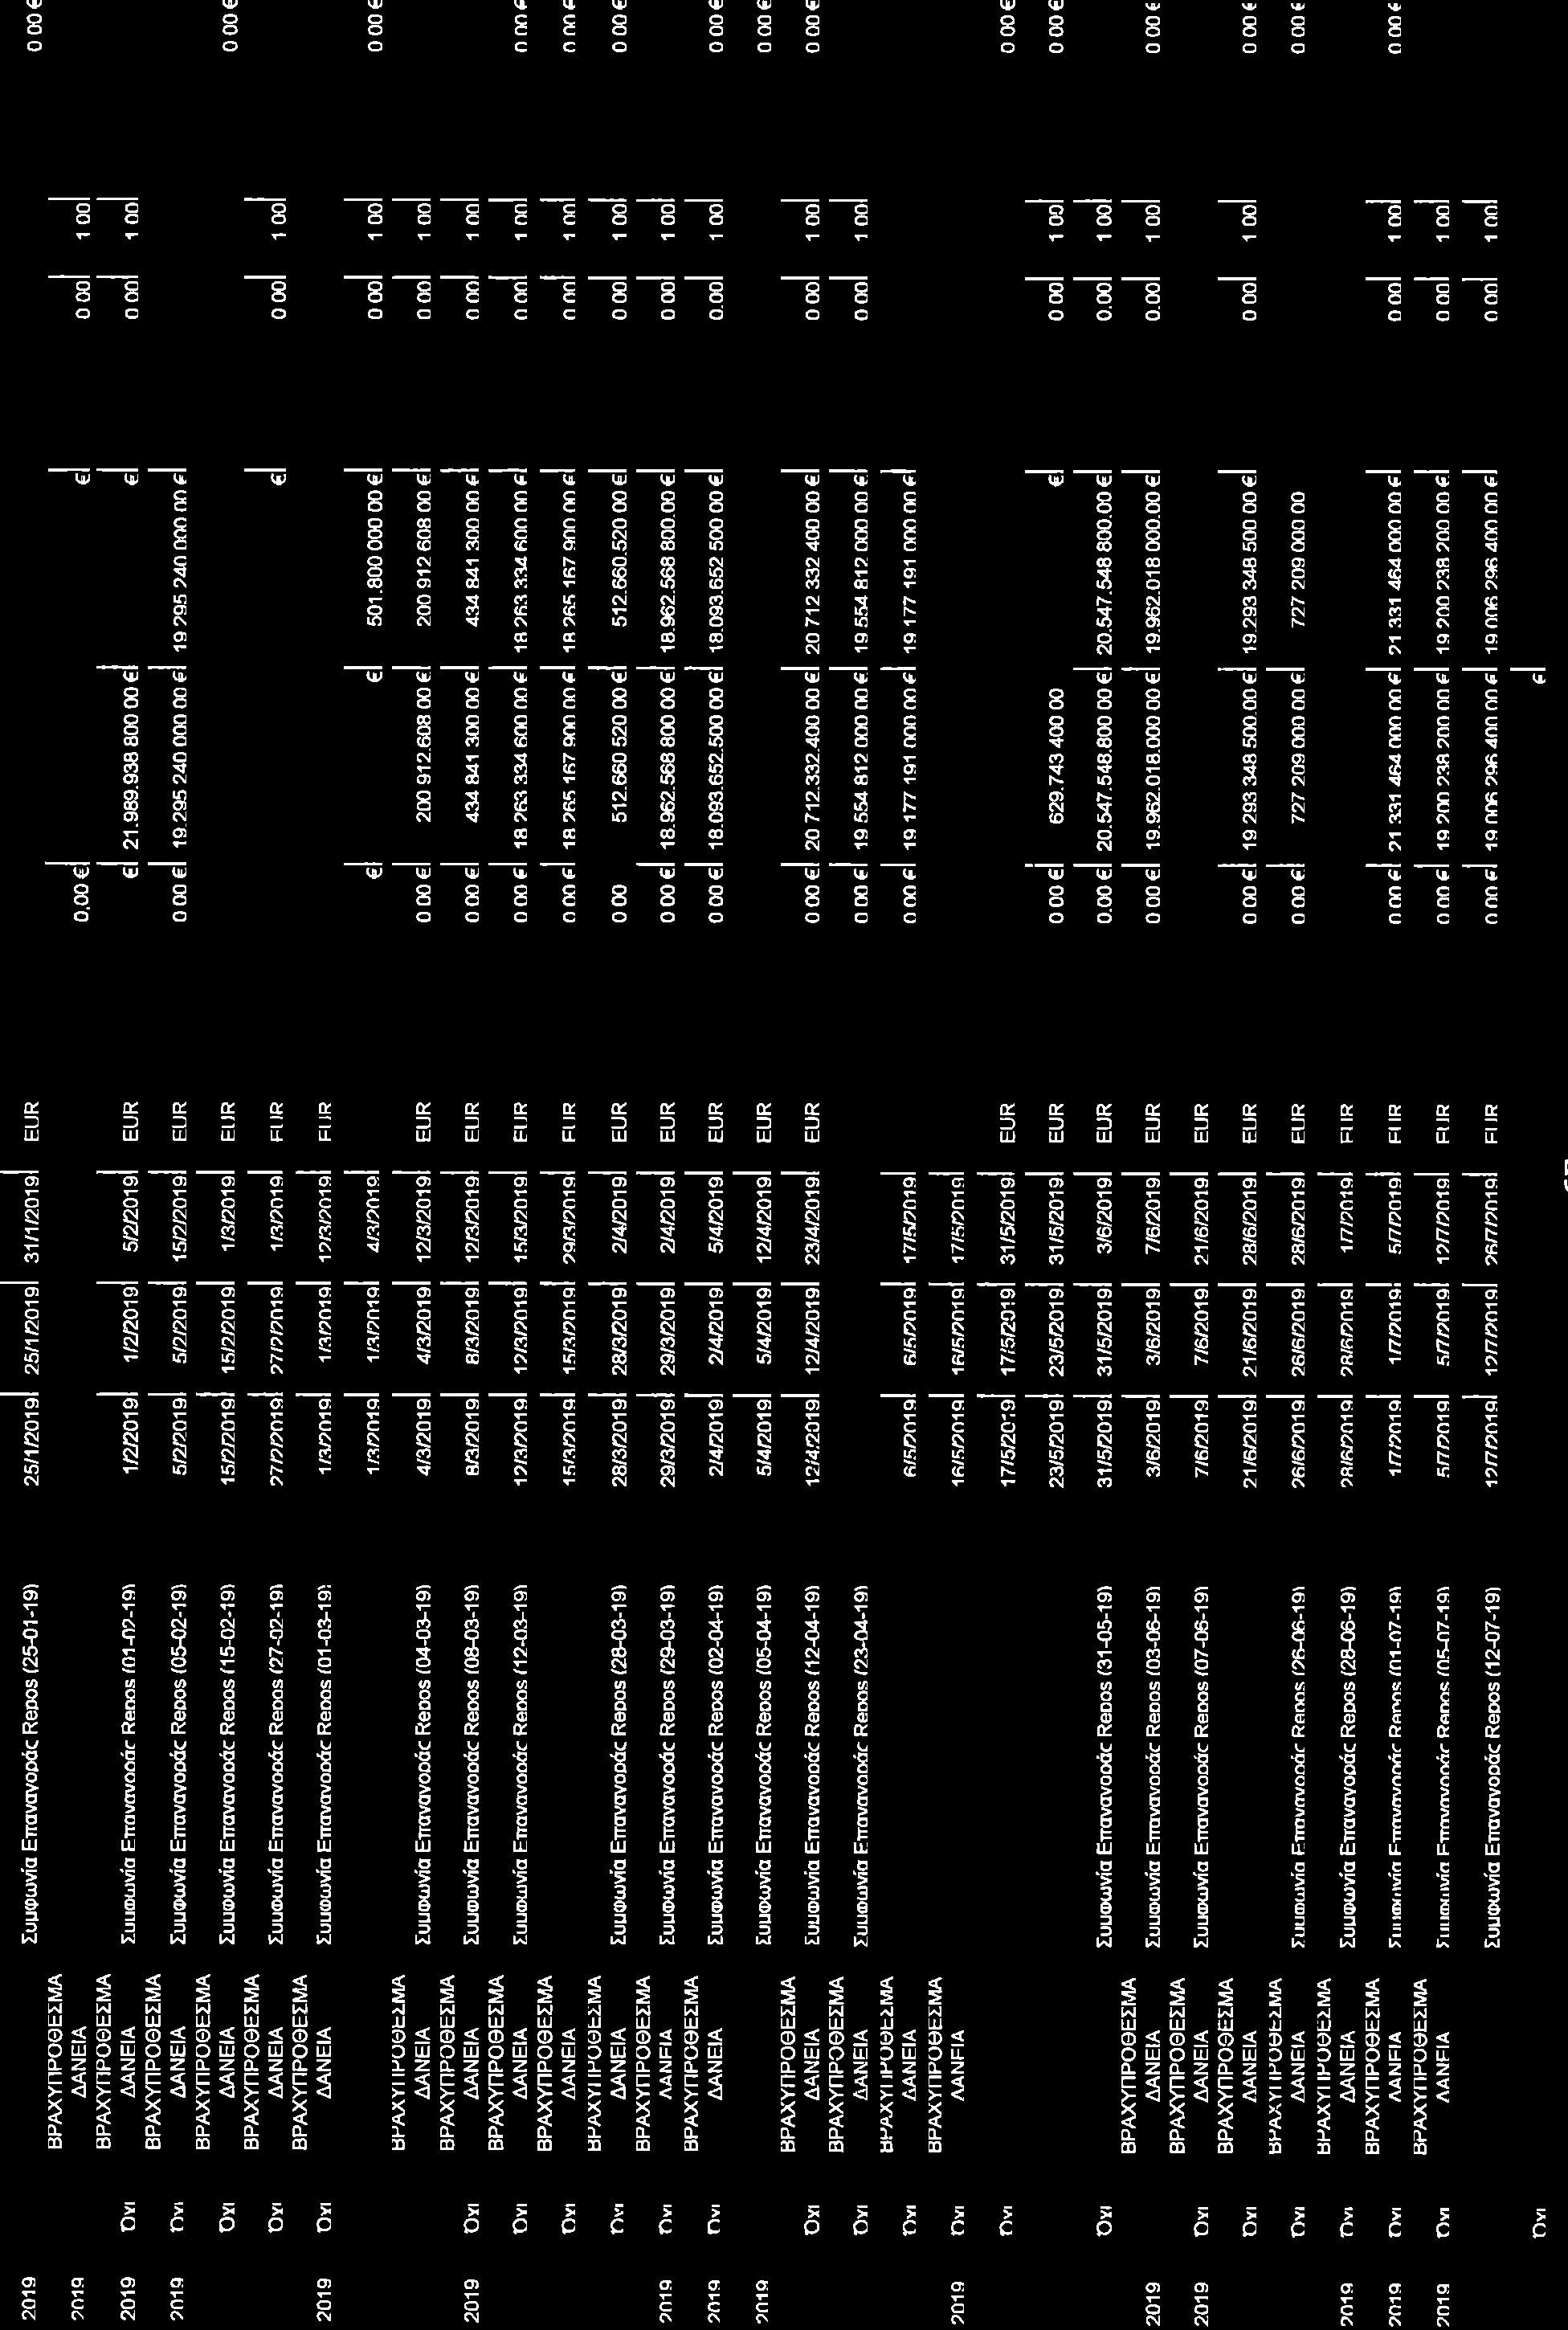 2019 Συμφωνία Επαναγοράς Repos (25-01-19) 25/1/2019 25/1/2019 31/1/2019 EUR 0 00 €
2019 ΒΡΑΧΥΠΡΟΘΕΣΜΑ ΔΑΝΕΙΑ 0,00 € € 0 00 1 00
2019 Όχι ΒΡΑΧΥΠΡΟΘΕΣΜΑ ΔΑΝΕΙΑ Συμφωνία Επαναγοράς Repos (01-02-19) 1/2/2019 1/2/2019 5/2/2019 EUR € 21.989.938 800 00 € € 0 00 1 00
2019 Όχι ΒΡΑΧΥΠΡΟΘΕΣΜΑ ΔΑΝΕΙΑ Συμφωνία Επαναγοράς Repos (05-02-19) 5/2/2019 5/2/2019 15/2/2019 EUR 0 00 € 19.295 240 000 00 € 19 295 240 000 00 €
Όχι ΒΡΑΧΥΠΡΟΘΕΣΜΑ ΔΑΝΕΙΑ Συμφωνία Επαναγοράς Repos (15-02-19) 15/2/2019 15/2/2019 1/3/2019 EUR 0 00 €
Όχι ΒΡΑΧΥΠΡΟΘΕΣΜΑ ΔΑΝΕΙΑ Συμφωνία Επαναγοράς Repos (27-02-19) 27/2/2019 27/2/2019 1/3/2019 EUR € 0 00 1 00
2019 Όχι ΒΡΑΧΥΠΡΟΘΕΣΜΑ ΔΑΝΕΙΑ Συμφωνία Επαναγοράς Repos (01-03-19) 1/3/2019 1/3/2019 12/3/2019 EUR
1/3/2019 1/3/2019 4/3/2019 € € 501.800 000 00 € 0 00 1 00 0 00 €
ΒΡΑΧΥΠΡΟΘΕΣΜΑ ΔΑΝΕΙΑ Συμφωνία Επαναγοράς Repos (04-03-19) 4/3/2019 4/3/2019 12/3/2019 EUR 0 00 € 200 912.608 00 € 200 912 608 00 € 0 00 1 00
2019 Όχι ΒΡΑΧΥΠΡΟΘΕΣΜΑ ΔΑΝΕΙΑ Συμφωνία Επαναγοράς Repos (08-03-19) 8/3/2019 8/3/2019 12/3/2019 EUR 0 00 € 434 841 300 00 € 434 841 300 00 € 0 00 1 00
Όχι ΒΡΑΧΥΠΡΟΘΕΣΜΑ ΔΑΝΕΙΑ Συμφωνία Επαναγοράς Repos (12-03-19) 12/3/2019 12/3/2019 15/3/2019 EUR 0 00 € 18 263 334 600 00 € 18 263 334 600 00 € 0 00 1 00 0 00 €
Όχι ΒΡΑΧΥΠΡΟΘΕΣΜΑ ΔΑΝΕΙΑ 15/3/2019 15/3/2019 29/3/2019 EUR 0 00 € 18 265 167 900 00 € 18 265 167 900 00 € 0 00 1 00 0 00 €
Όχι ΒΡΑΧΥΠΡΟΘΕΣΜΑ ΔΑΝΕΙΑ Συμφωνία Επαναγοράς Repos (28-03-19) 28/3/2019 28/3/2019 2/4/2019 EUR 0 00 512.660 520 00 € 512.660.520 00 € 0 00 1 00 0 00 €
2019 Όχι ΒΡΑΧΥΠΡΟΘΕΣΜΑ ΔΑΝΕΙΑ Συμφωνία Επαναγοράς Repos (29-03-19) 29/3/2019 29/3/2019 2/4/2019 EUR 0 00 € 18.962.568 800 00 € 18.962.568 800.00 € 0 00 1 00
2019 Όχι ΒΡΑΧΥΠΡΟΘΕΣΜΑ ΔΑΝΕΙΑ Συμφωνία Επαναγοράς Repos (02-04-19) 2/4/2019 2/4/2019 5/4/2019 EUR 0 00 € 18.093.652.500 00 € 18.093.652 500 00 € 0.00 1 00 0 00 €
2019 Συμφωνία Επαναγοράς Repos (05-04-19) 5/4/2019 5/4/2019 12/4/2019 EUR 0 00 €
Όχι ΒΡΑΧΥΠΡΟΘΕΣΜΑ ΔΑΝΕΙΑ Συμφωνία Επαναγοράς Repos (12-04-19) 12/4/2019 12/4/2019 23/4/2019 EUR 0 00 € 20 712.332.400 00 € 20 712 332 400 00 € 0 00 1 00 0 00 €
Όχι ΒΡΑΧΥΠΡΟΘΕΣΜΑ ΔΑΝΕΙΑ Συμφωνία Επαναγοράς Repos (23-04-19) 0 00 € 19 554 812 000 00 € 19 554 812 000 00 € 0 00 1 00
Όχι ΒΡΑΧΥΠΡΟΘΕΣΜΑ ΔΑΝΕΙΑ 6/5/2019 6/5/2019 17/5/2019 0 00 € 19 177 191 000 00 € 19 177 191 000 00 €
2019 Όχι ΒΡΑΧΥΠΡΟΘΕΣΜΑ ΔΑΝΕΙΑ 16/5/2019 16/5/2019 17/5/2019
Όχι 17/5/2019 17/5/2019 31/5/2019 EUR 0 00 €
23/5/2019 23/5/2019 31/5/2019 EUR 0 00 € 629.743 400 00 € 0 00 1 00 0 00 €
Όχι Συμφωνία Επαναγοράς Repos (31-05-19) 31/5/2019 31/5/2019 3/6/2019 EUR 0.00 € 20.547.548.800 00 € 20.547.548 800.00 € 0.00 1 00
2019 ΒΡΑΧΥΠΡΟΘΕΣΜΑ ΔΑΝΕΙΑ Συμφωνία Επαναγοράς Repos (03-06-19) 3/6/2019 3/6/2019 7/6/2019 EUR 0 00 € 19.962.018 000 00 € 19.962.018 000.00 € 0.00 1 00 0 00 €
2019 Όχι ΒΡΑΧΥΠΡΟΘΕΣΜΑ ΔΑΝΕΙΑ Συμφωνία Επαναγοράς Repos (07-06-19) 7/6/2019 7/6/2019 21/6/2019 EUR
Όχι ΒΡΑΧΥΠΡΟΘΕΣΜΑ ΔΑΝΕΙΑ 21/6/2019 21/6/2019 28/6/2019 EUR 0 00 € 19 293 348 500.00 € 19.293 348 500 00 € 0 00 1 00 0 00 €
Όχι ΒΡΑΧΥΠΡΟΘΕΣΜΑ ΔΑΝΕΙΑ Συμφωνία Επαναγοράς Repos (26-06-19) 26/6/2019 26/6/2019 28/6/2019 EUR 0 00 € 727 209 000 00 € 727 209 000 00 0 00 €
2019 Όχι ΒΡΑΧΥΠΡΟΘΕΣΜΑ ΔΑΝΕΙΑ Συμφωνία Επαναγοράς Repos (28-06-19) 28/6/2019 28/6/2019 1/7/2019 EUR
2019 Όχι ΒΡΑΧΥΠΡΟΘΕΣΜΑ ΔΑΝΕΙΑ Συμφωνία Επαναγοράς Repos (01-07-19) 1/7/2019 1/7/2019 5/7/2019 EUR 0 00 € 21 331 464 000 00 € 21 331 464 000 00 € 0 00 1 00 0 00 €
2019 Όχι ΒΡΑΧΥΠΡΟΘΕΣΜΑ ΔΑΝΕΙΑ Συμφωνία Επαναγοράς Repos (05-07-19) 5/7/2019 5/7/2019 12/7/2019 EUR 0 00 € 19 200 238 200 00 € 19 200 238 200 00 € 0 00 1 00
Συμφωνία Επαναγοράς Repos (12-07-19) 12/7/2019 12/7/2019 26/7/2019 EUR 0 00 € 19 006 296 400 00 € 19 006 296 400 00 € 0 00 1 00
Όχι €